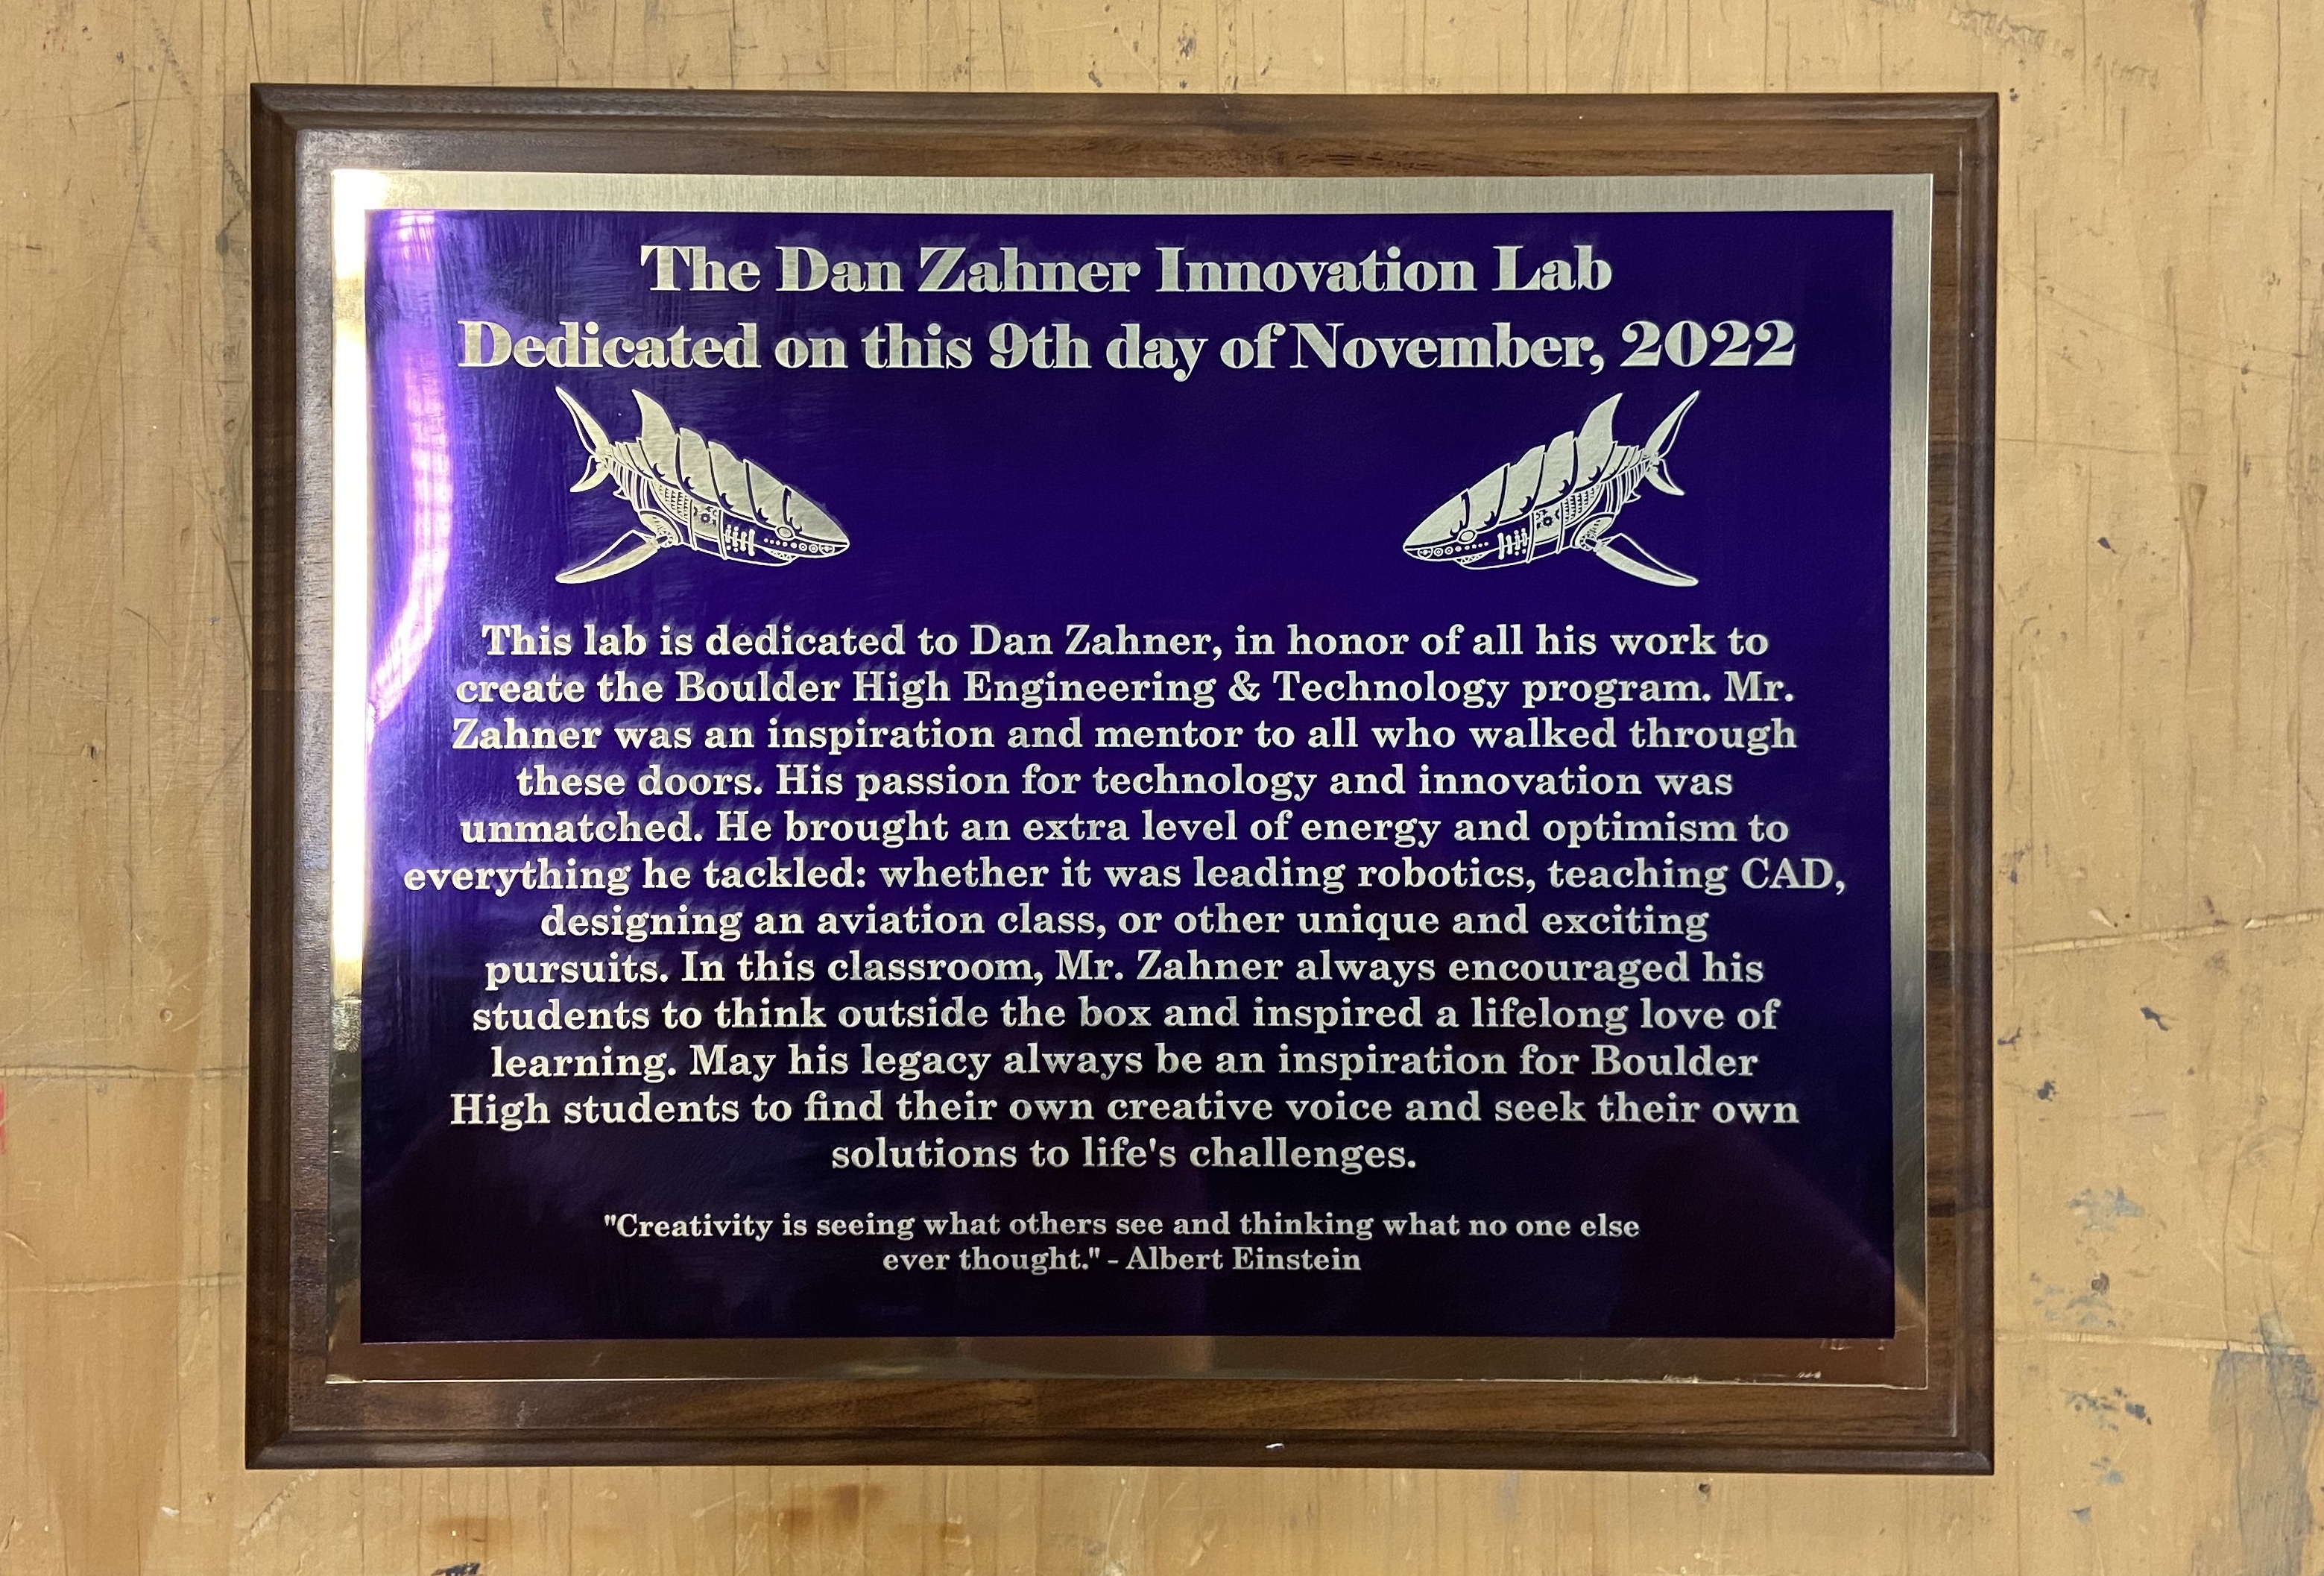 The Dan Zahner Innovation Lab
Dedicated on this 9th day of November, 2022
This lab is dedicated to Dan Zahner, in honor of all his work to
create the Boulder High Engineering & Technology program. Mr.
Zahner was an inspiration and mentor to all who walked through
these doors. His passion for technology and innovation was
unmatched. He brought an extra level of energy and optimism to
everything he tackled: whether it was leading robotics, teaching CAD,
designing an aviation class, or other unique and exciting
pursuits. In this classroom, Mr. Zahner always encouraged his
students to think outside the box and inspired a lifelong love of
learning. May his legacy always be an inspiration for Boulder
High students to find their own creative voice and seek their own
solutions to life's challenges.
"Creativity is seeing what others see and thinking what no one else
ever thought." - Albert Einstein